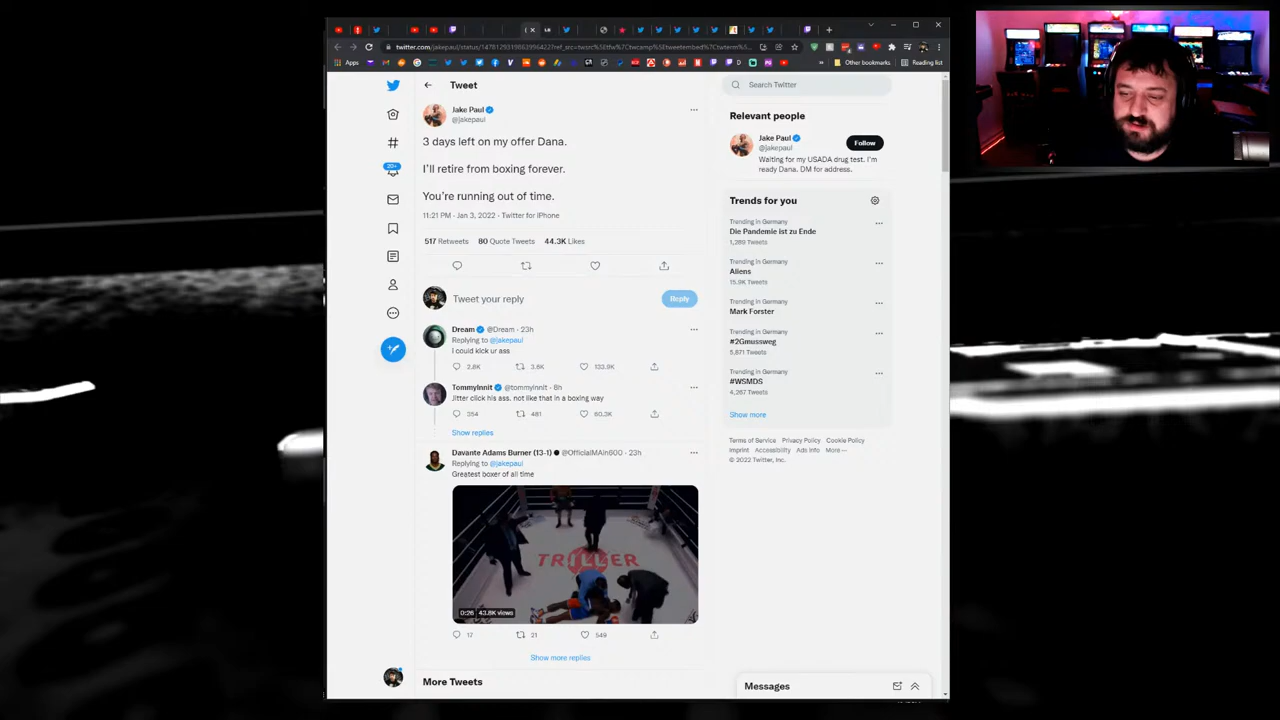 twitter.com/jakepaul/status/
Apps
Other bookmarks
Reading list
Tweet
Jake Paul
@jakepaul
3 days left on my offer Dana.
I'll retire from boxing forever.
You're running out of time.
11:21 PM · Jan 3, 2022 · Twitter for iPhone
517 Retweets 80 Quote Tweets 44.3K Likes
20+
Tweet your reply
Reply
Dream @Dream · 23h
Replying to @jakepaul
I could kick ur ass
2.8K 3.6K 133.9K
TommyInnit @tommyinnit · 8h
Jitter click his ass. not like that in a boxing way
354 481 60.3K
Show replies
Davante Adams Burner (13-1) @OfficialMAin600 · 23h
Replying to @jakepaul
Greatest boxer of all time
TRILLER
0:26 43.8K views
17 21 549
Show more replies
More Tweets
Search Twitter
Relevant people
Jake Paul
@jakepaul
Follow
Waiting for my USADA drug test. I'm
ready Dana. DM for address.
Trends for you
Trending in Germany
Die Pandemie ist zu Ende
1,289 Tweets
Trending in Germany
Aliens
15.9K Tweets
Trending in Germany
Mark Forster
Trending in Germany
#2Gmussweg
5,871 Tweets
Trending in Germany
#WSMDS
4,267 Tweets
Show more
Terms of Service Privacy Policy Cookie Policy
Imprint Accessibility Ads info More
© 2022 Twitter, Inc.
Messages